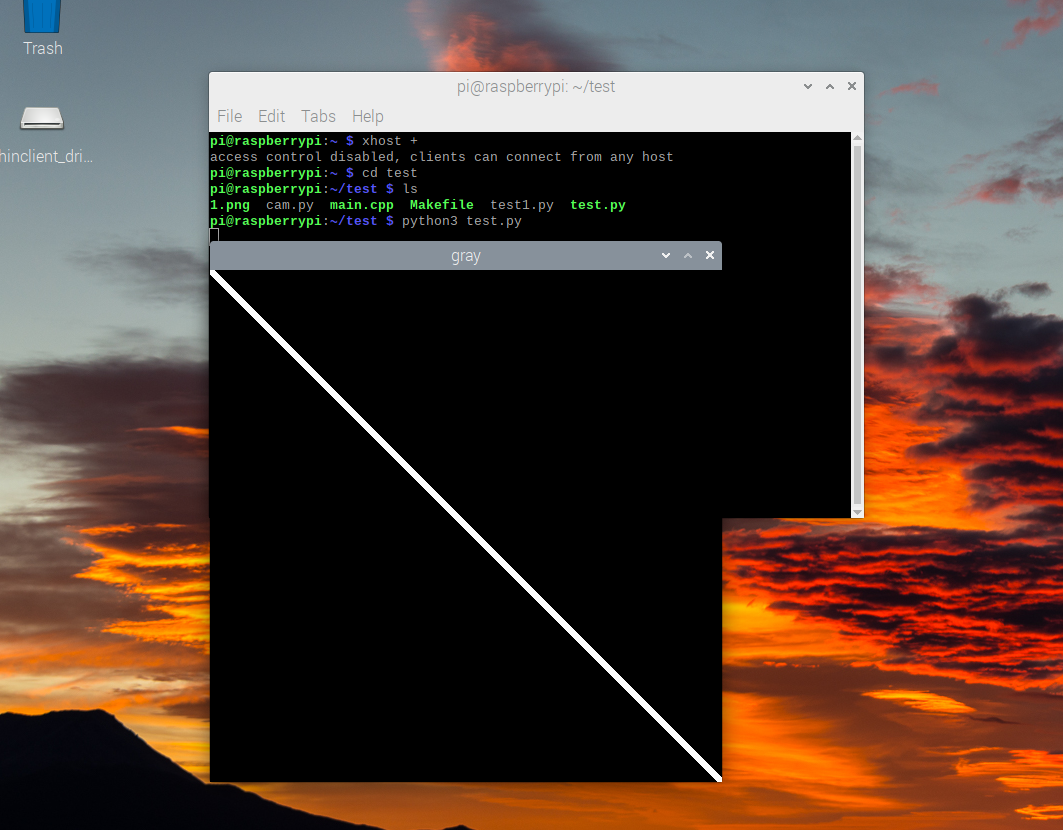 Trash
hinclient_dri...
pi@raspberrypi: ~/test
File Edit Tabs Help
pi@raspberrypi:~ $ xhost +
access control disabled, clients can connect from any host
pi@raspberrypi:~ $ cd test
pi@raspberrypi:~/test $ ls
1.png  cam.py  main.cpp  Makefile  test1.py  test.py
pi@raspberrypi:~/test $ python3 test.py
gray